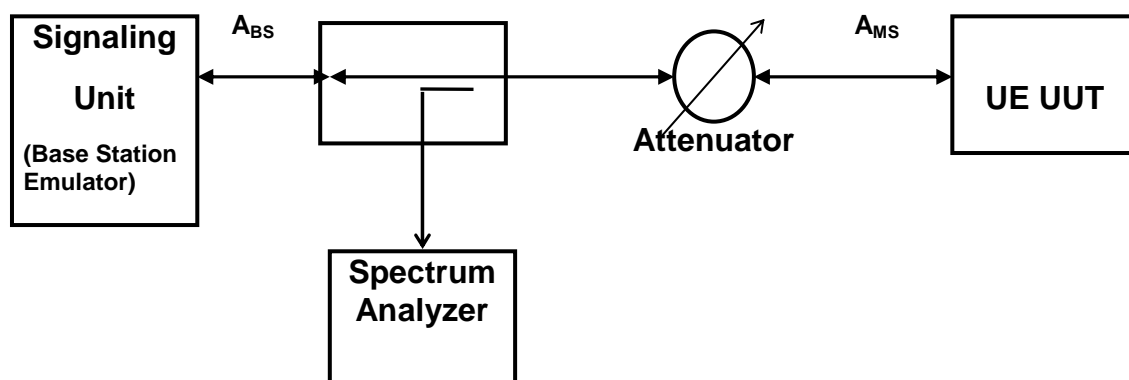 Signaling
Unit
(Base Station
Emulator)
ABS
Attenuator
AMS
UE UUT
Spectrum
Analyzer